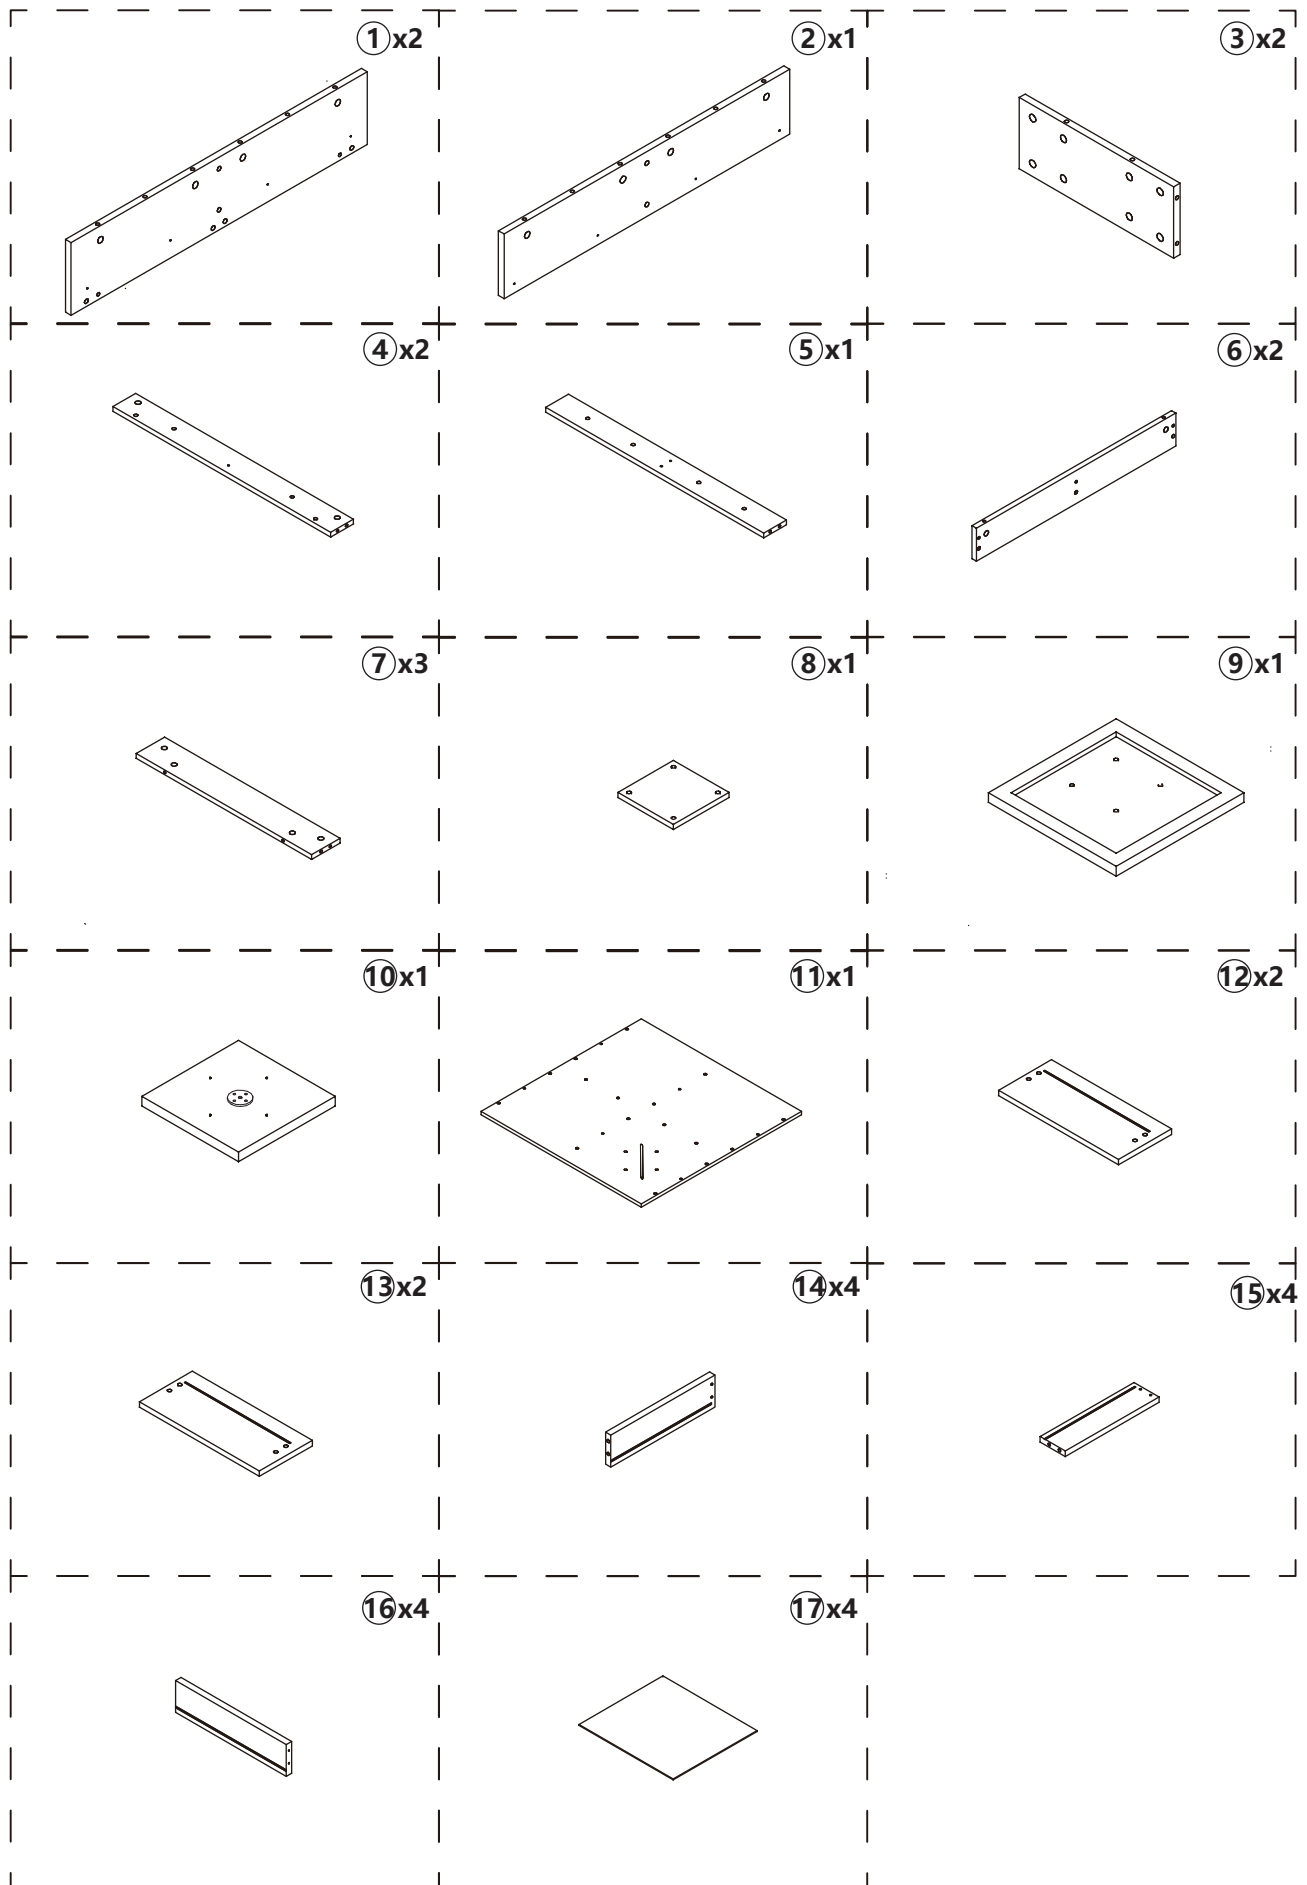 ①x2
②x1
③x2
④x2
⑤x1
⑥x2
⑦x3
⑧x1
⑨x1
⑩x1
⑪x1
⑫x2
⑬x2
⑭x4
⑮x4
⑯x4
⑰x4